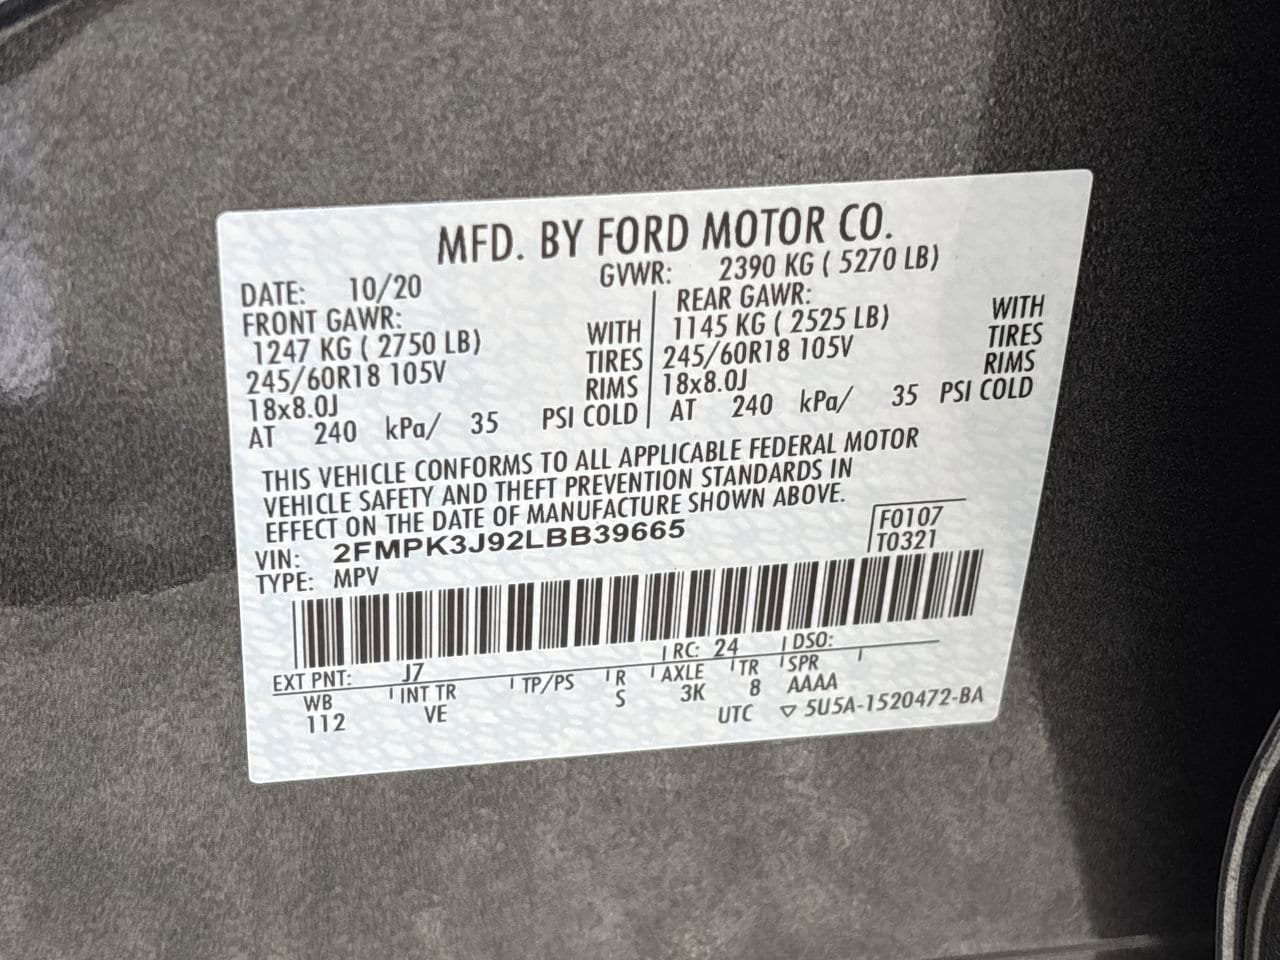 MFD. BY FORD MOTOR CO.
DATE: 10/20 GVWR: 2390 KG ( 5270 LB)
FRONT GAWR:
1247 KG ( 2750 LB) WITH
245/60R18 105V TIRES
18x8.0J RIMS
AT 240 kPa/ 35 PSI COLD
REAR GAWR:
1145 KG ( 2525 LB) WITH
245/60R18 105V TIRES
18x8.0J RIMS
AT 240 kPa/ 35 PSI COLD
THIS VEHICLE CONFORMS TO ALL APPLICABLE FEDERAL MOTOR
VEHICLE SAFETY AND THEFT PREVENTION STANDARDS IN
EFFECT ON THE DATE OF MANUFACTURE SHOWN ABOVE.
VIN: 2FMPK3J92LBB39665
TYPE: MPV
F0107
T0321
EXT PNT: J7 RC: 24 DSO:
WB INT TR TP/PS R AXLE TR SPR
112 VE S 3K 8 AAAA
UTC ▽ 5U5A-1520472-BA